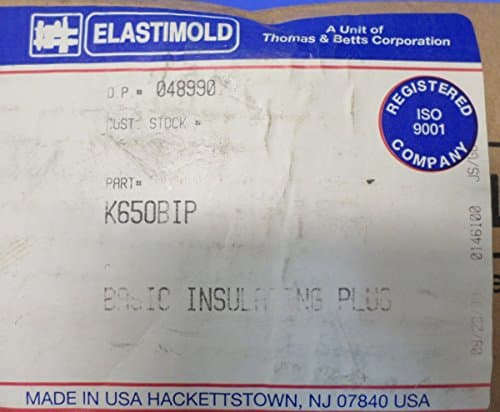 ELASTIMOLD
A Unit of
Thomas & Betts Corporation
O.P.# 048990
CUST. STOCK #
REGISTERED
ISO
9001
COMPANY
PART#
K650BIP
BASIC INSULATING PLUG
0146100
MADE IN USA HACKETTSTOWN, NJ 07840 USA